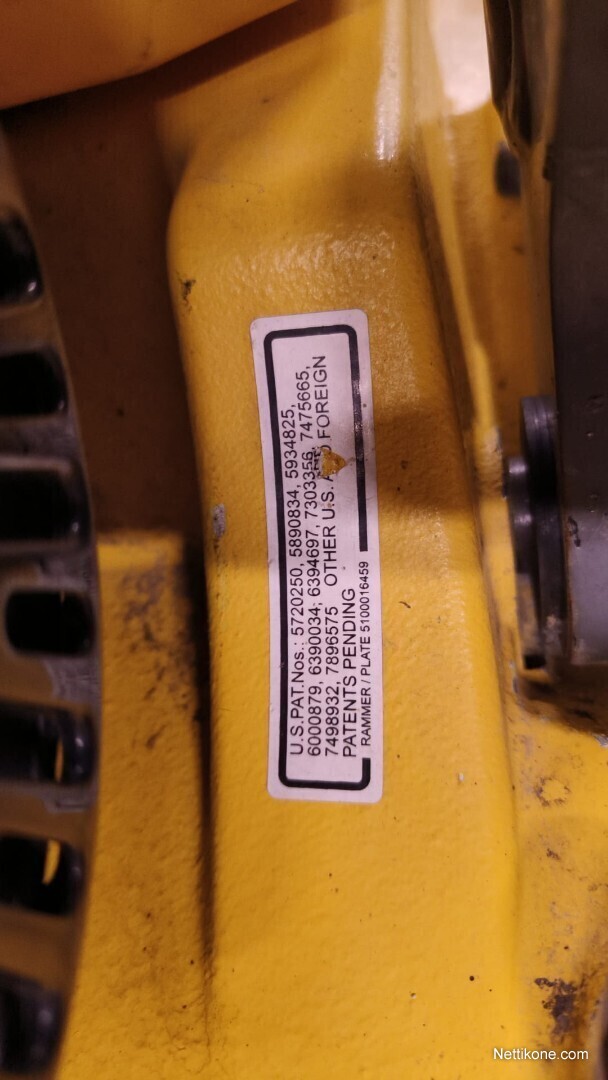 U.S.PAT.Nos.: 5720250, 5890834, 5934825,
6000879, 6390034, 6394697, 7303356, 7475665,
7498932, 7896575 OTHER U.S. FOREIGN
PATENTS PENDING
RAMMER / PLATE 5100016459
Nettikone.com